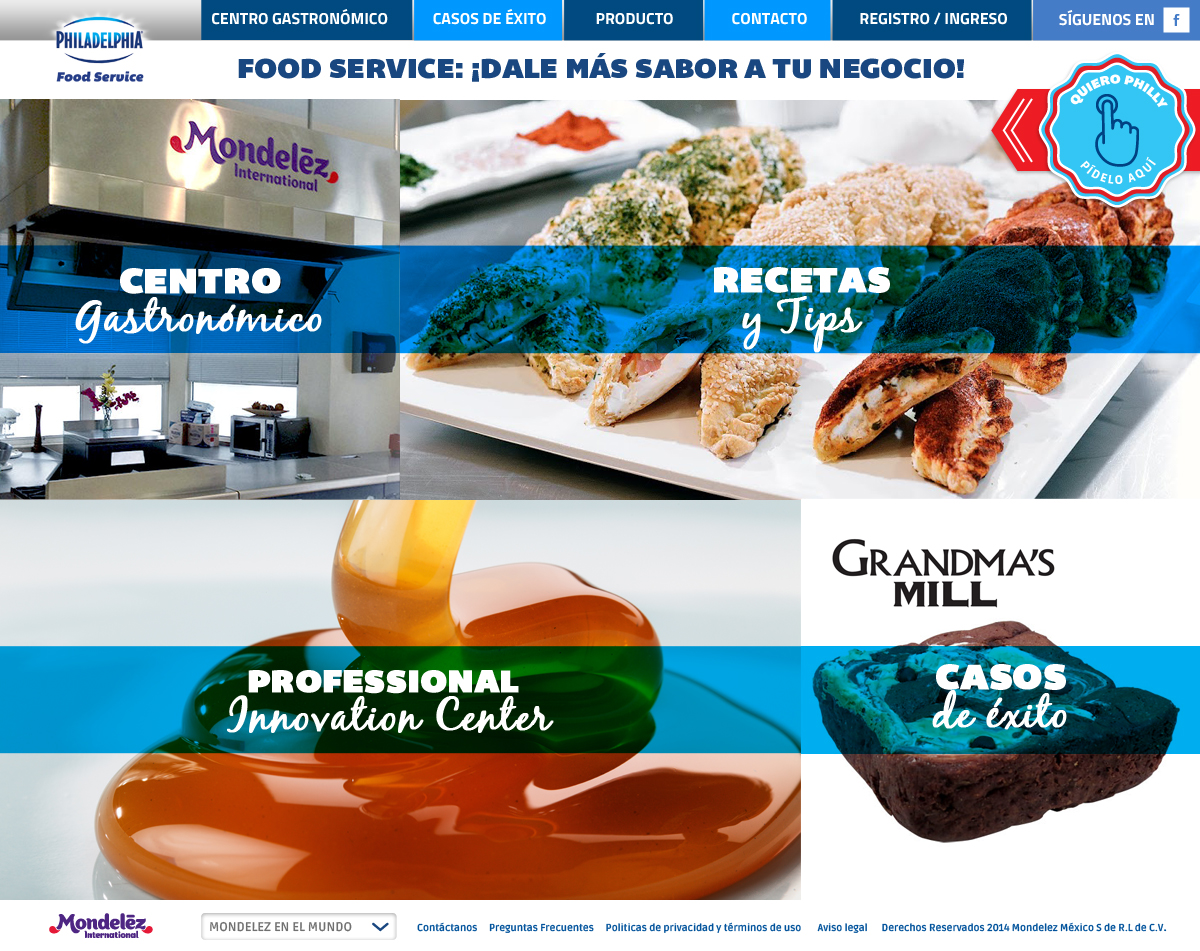 CENTRO GASTRONÓMICO
CASOS DE ÉXITO
PRODUCTO
CONTACTO
REGISTRO / INGRESO
SÍGUENOS EN f
PHILADELPHIA
Food Service
FOOD SERVICE: ¡DALE MÁS SABOR A TU NEGOCIO!
QUIERO PHILLY
PÍDELO AQUÍ
Mondelēz
International
CENTRO
Gastronómico
RECETAS
y Tips
GRANDMA'S
MILL
PROFESSIONAL
Innovation Center
CASOS
de éxito
Mondelēz
International
MONDELEZ EN EL MUNDO
Contáctanos
Preguntas Frecuentes
Politicas de privacidad y términos de uso
Aviso legal
Derechos Reservados 2014 Mondelez México S de R.L de C.V.